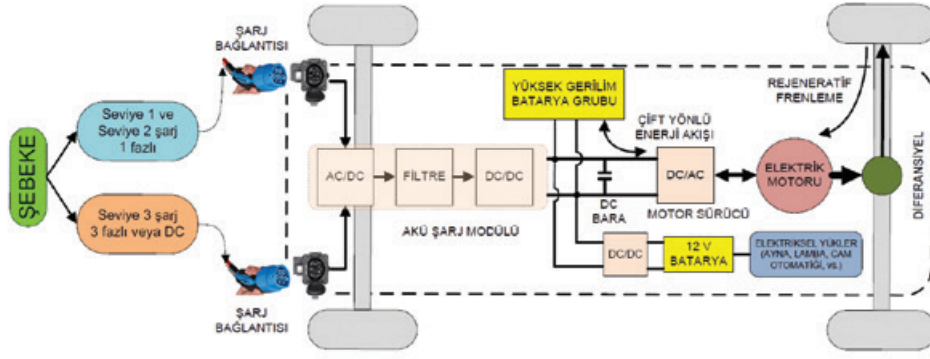 ŞEBEKE
Seviye 1 ve
Seviye 2 şarj
1 fazlı
Seviye 3 şarj
3 fazlı veya DC
ŞARJ
BAĞLANTISI
ŞARJ
BAĞLANTISI
AC/DC
FİLTRE
DC/DC
AKÜ ŞARJ MODÜLÜ
YÜKSEK GERİLİM
BATARYA GRUBU
ÇİFT YÖNLÜ
ENERJİ AKIŞI
DC
BARA
DC/AC
MOTOR SÜRÜCÜ
REJENERATİF
FRENLEME
ELEKTRİK
MOTORU
DİFERANSİYEL
DC/DC
12 V
BATARYA
ELEKTRİKSEL YÜKLER
(AYNA, LAMBA, CAM
OTOMATİĞİ, vs.)